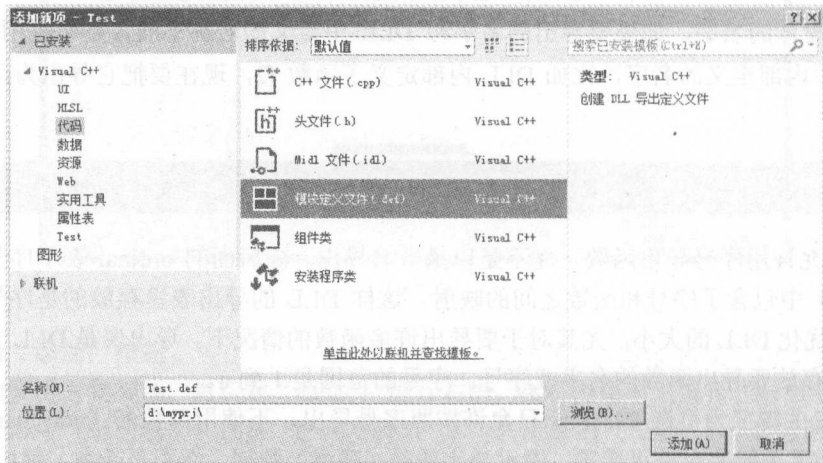 添加新项 - Test
已安装
Visual C++
UI
HLSL
代码
数据
资源
Web
实用工具
属性表
Test
图形
联机
排序依据: 默认值
搜索已安装模板(Ctrl+E)
C++ 文件(.cpp) Visual C++
头文件(.h) Visual C++
Midl 文件(.idl) Visual C++
模块定义文件(.def) Visual C++
组件类 Visual C++
安装程序类 Visual C++
单击此处以联机并查找模板。
类型: Visual C++
创建 DLL 导出定义文件
名称(N): Test.def
位置(L): d:\myprj\
浏览(B)...
添加(A) 取消